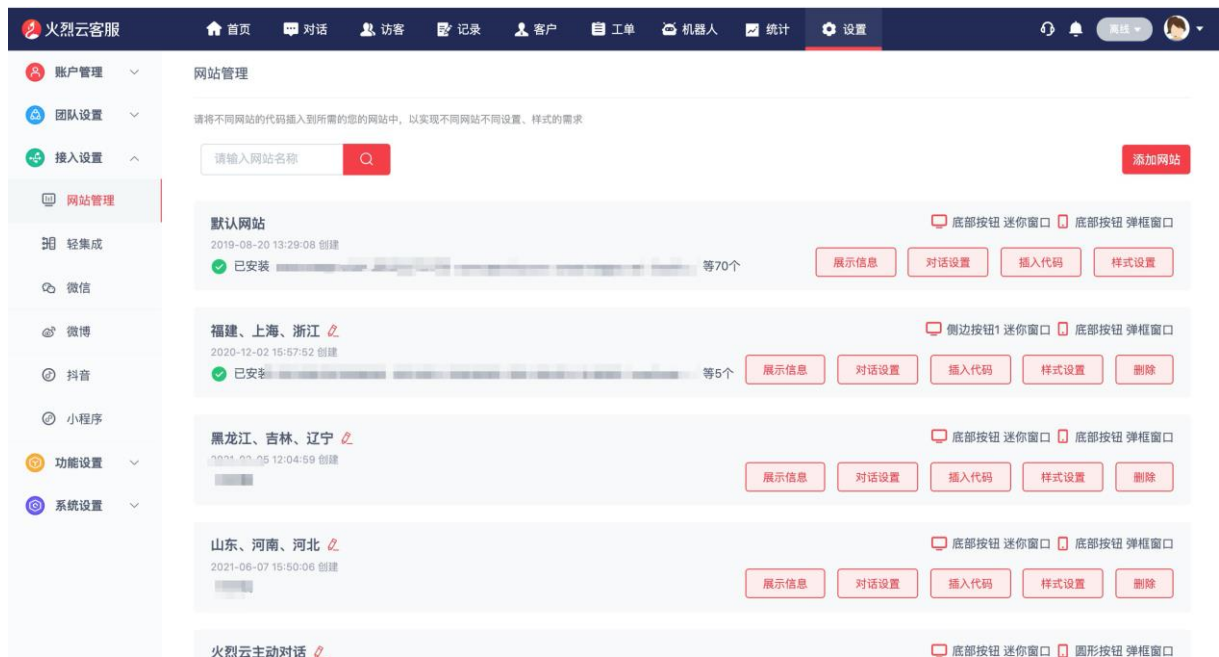 火烈云客服 首页 对话 访客 记录 客户 工单 机器人 统计 设置 离线
账户管理
团队设置
接入设置
网站管理
轻集成
微信
微博
抖音
小程序
功能设置
系统设置
网站管理
请将不同网站的代码插入到所需的您的网站中，以实现不同网站不同设置、样式的需求
请输入网站名称 添加网站
默认网站 底部按钮 迷你窗口 底部按钮 弹框窗口
2019-08-20 13:29:08 创建
已安装 等70个 展示信息 对话设置 插入代码 样式设置
福建、上海、浙江 侧边按钮1 迷你窗口 底部按钮 弹框窗口
2020-12-02 15:57:52 创建
已安装 等5个 展示信息 对话设置 插入代码 样式设置 删除
黑龙江、吉林、辽宁 底部按钮 迷你窗口 底部按钮 弹框窗口
12:04:59 创建
展示信息 对话设置 插入代码 样式设置 删除
山东、河南、河北 底部按钮 迷你窗口 底部按钮 弹框窗口
2021-06-07 15:50:06 创建
展示信息 对话设置 插入代码 样式设置 删除
火烈云主动对话 底部按钮 迷你窗口 圆形按钮 弹框窗口